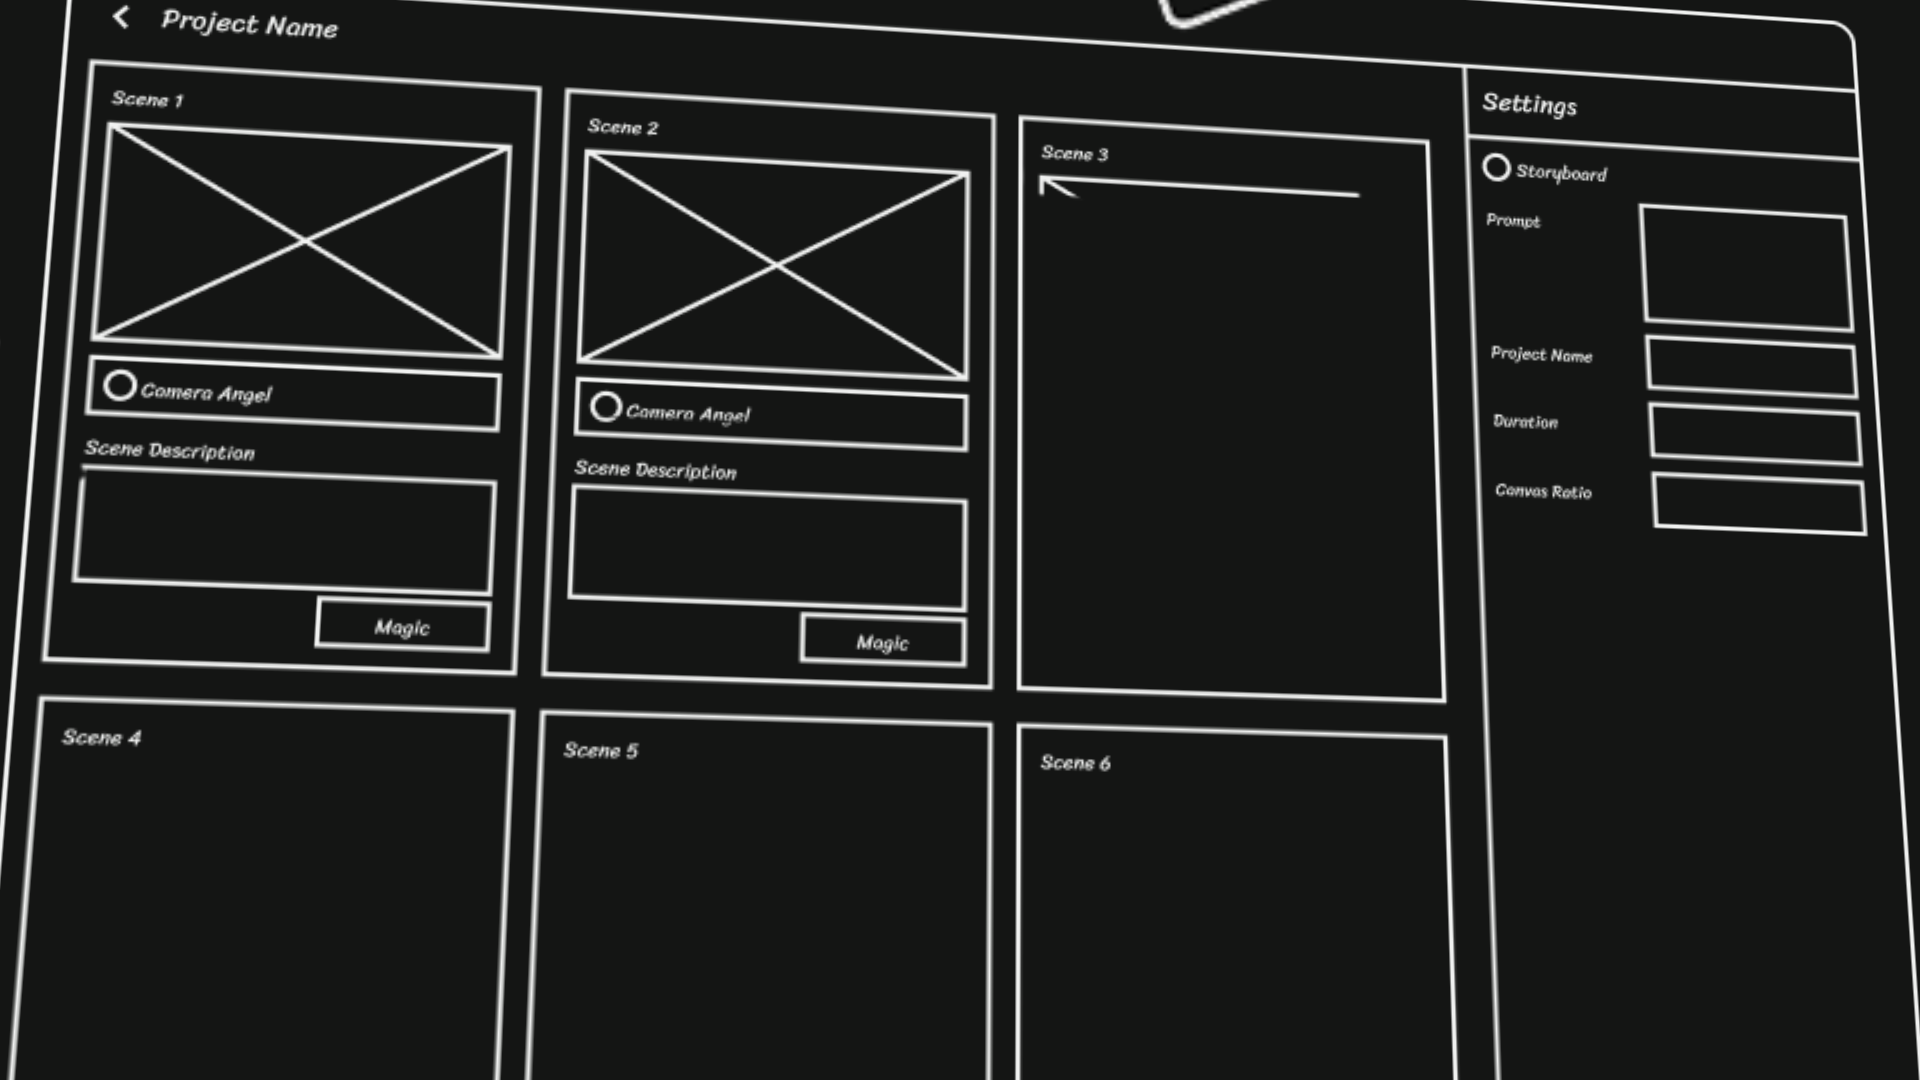 Project Name
Scene 1
Camera Angel
Scene Description
Magic
Scene 2
Camera Angel
Scene Description
Magic
Scene 3
Scene 4
Scene 5
Scene 6
Settings
Storyboard
Prompt
Project Name
Duration
Canvas Ratio